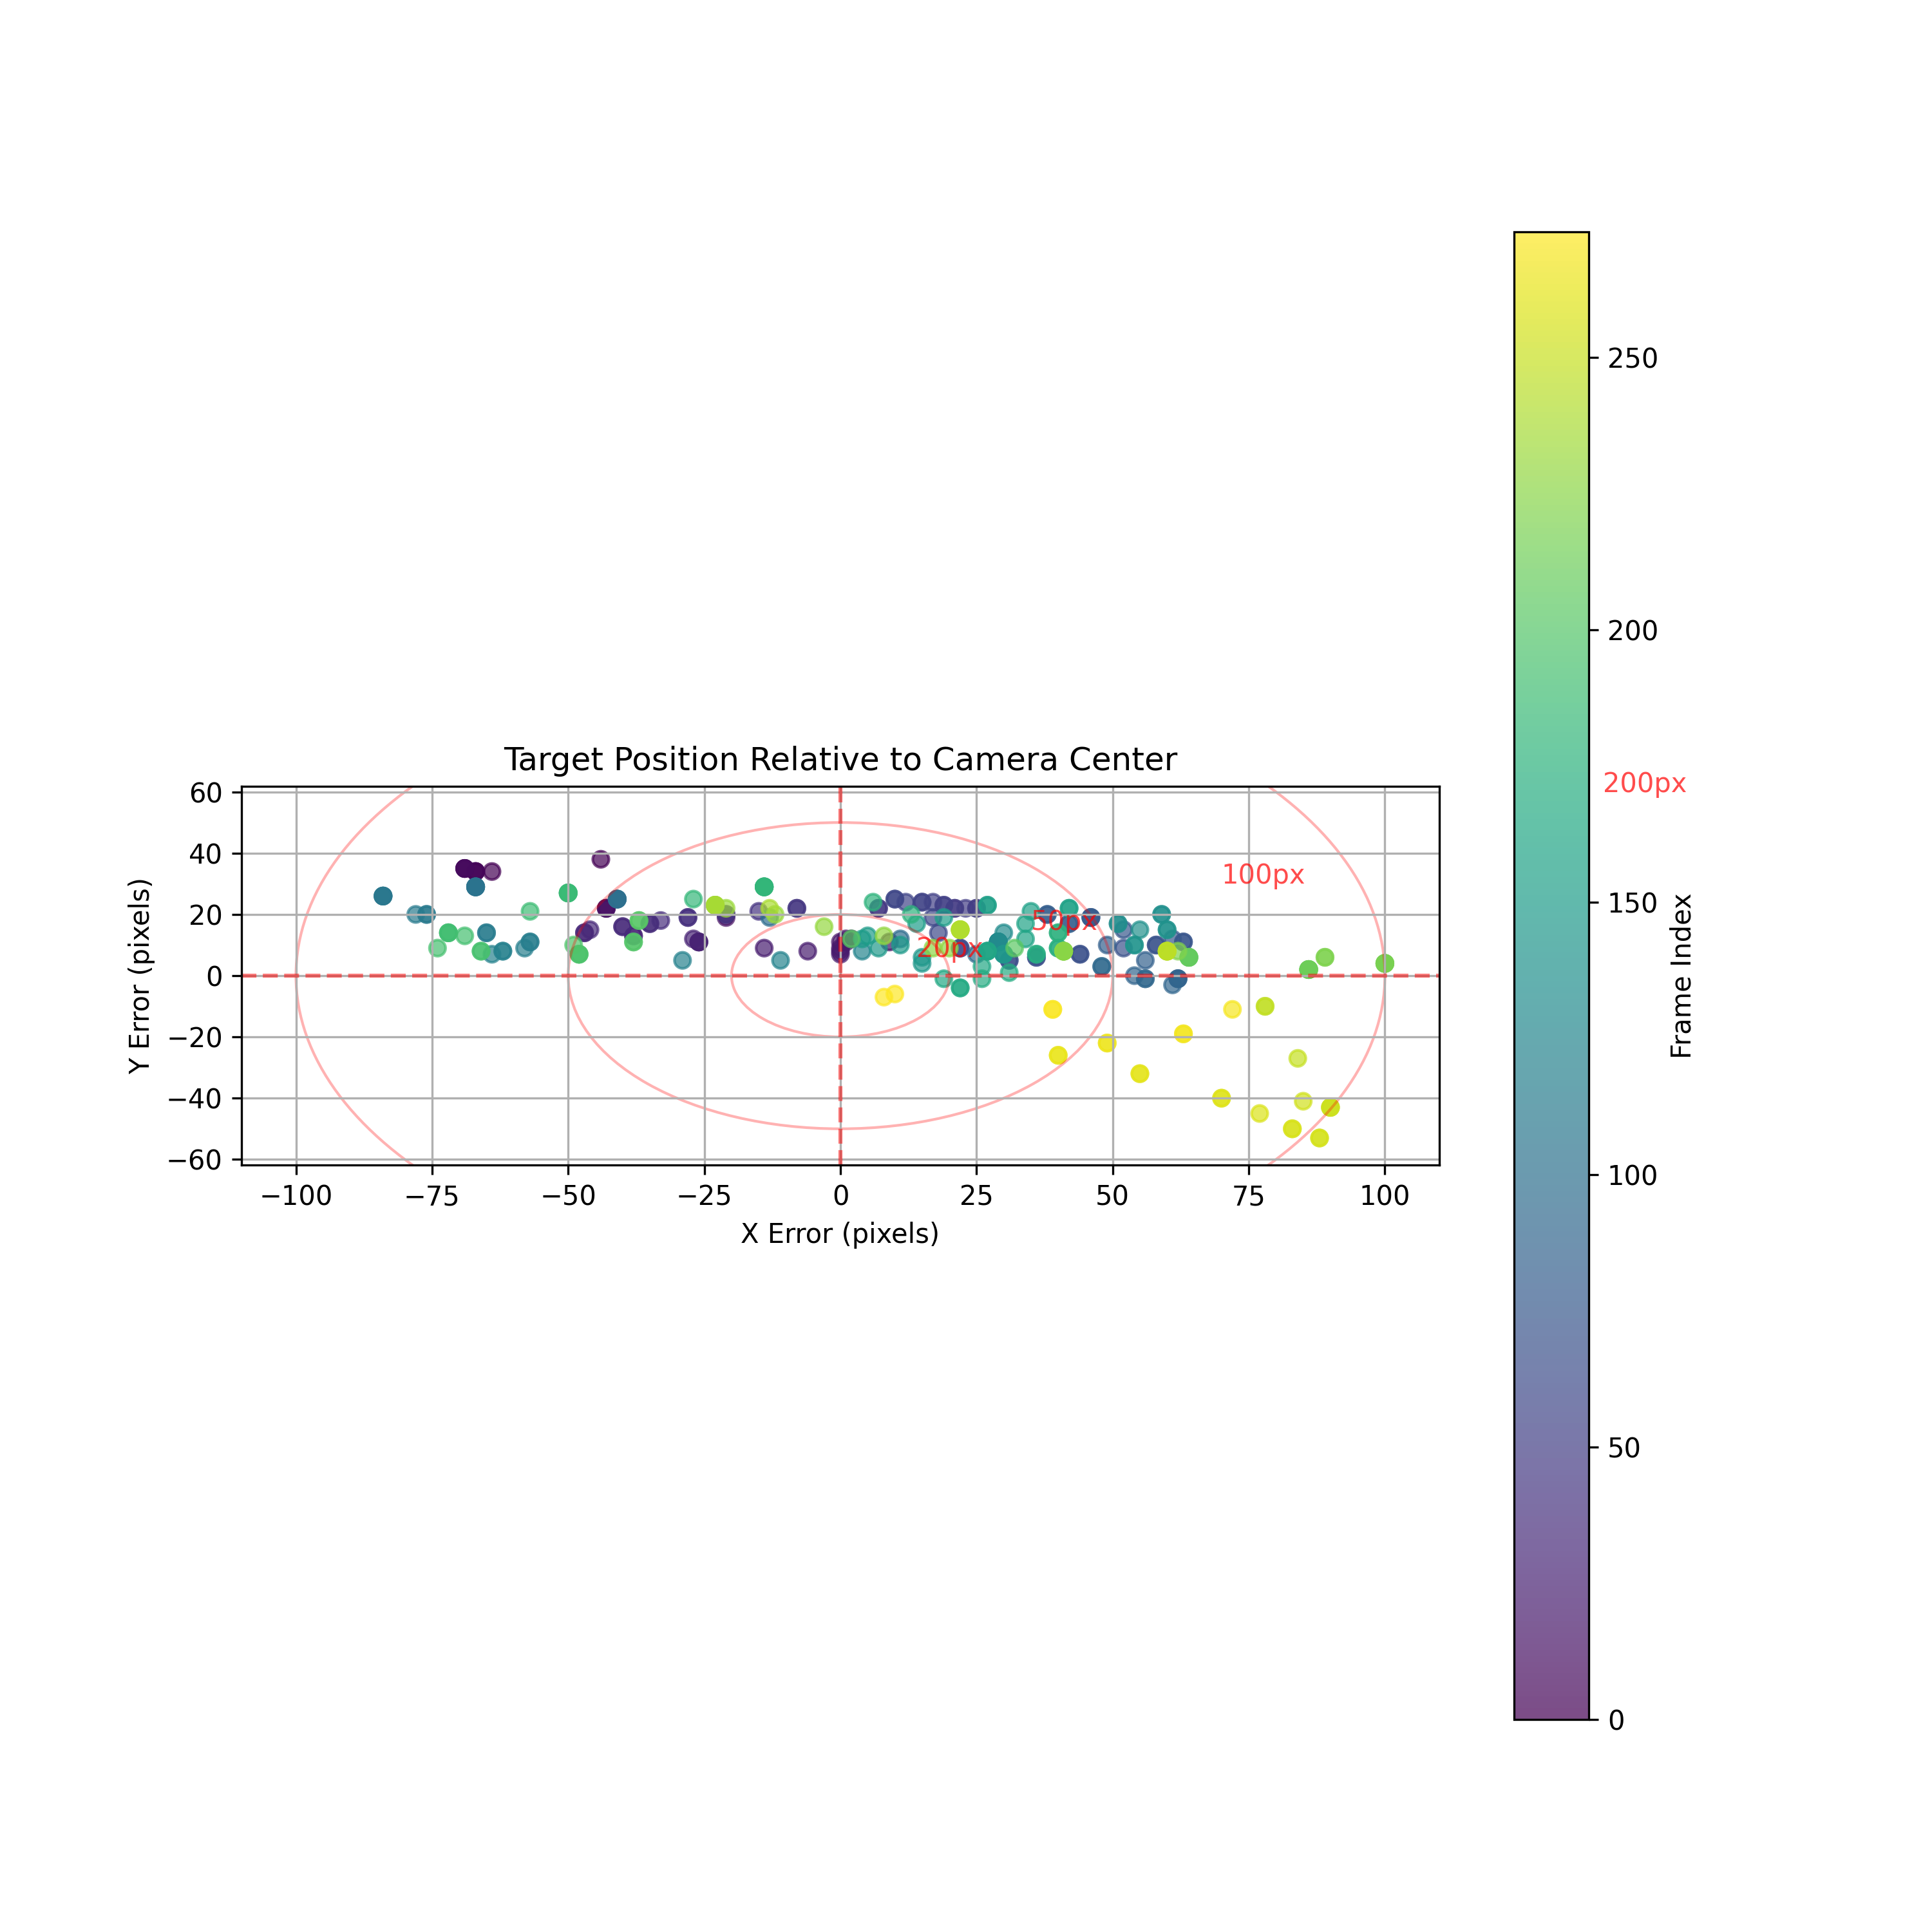 Target Position Relative to Camera Center
60
40
20
0
−20
−40
−60
Y Error (pixels)
100px
50px
20px
−100 −75 −50 −25 0 25 50 75 100
X Error (pixels)
250
200
200px
150
100
50
0
Frame Index